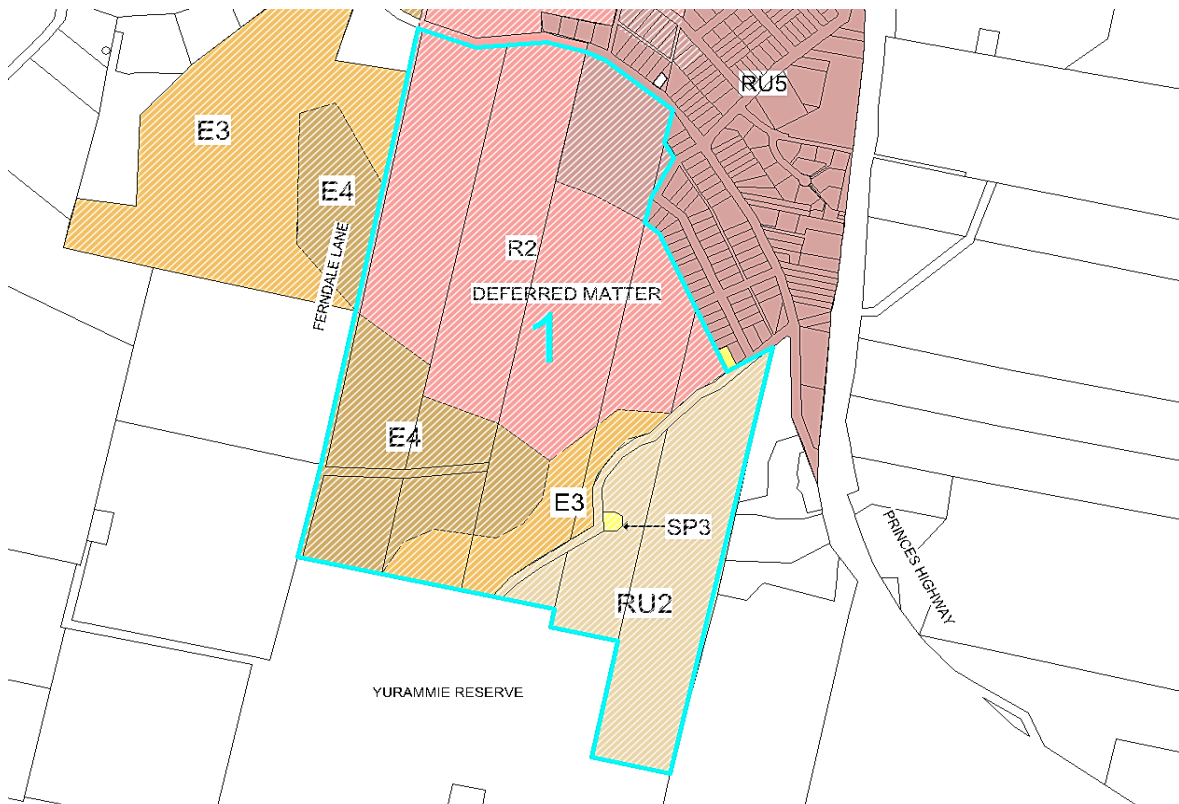 RU5
E3
E4
FERNDALE LANE
R2
DEFERRED MATTER
1
E4
E3
SP3
RU2
PRINCES HIGHWAY
YURAMMIE RESERVE